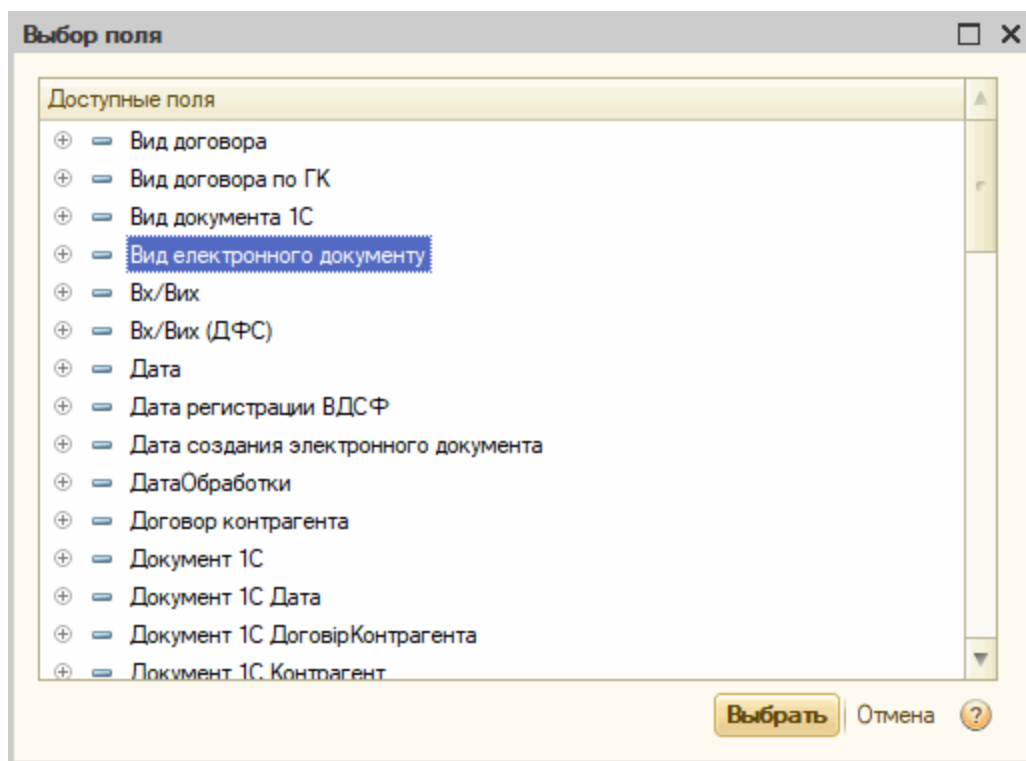 Выбор поля
Доступные поля
Вид договора
Вид договора по ГК
Вид документа 1С
Вид електронного документу
Вх/Вих
Вх/Вих (ДФС)
Дата
Дата регистрации ВДСФ
Дата создания электронного документа
ДатаОбработки
Договор контрагента
Документ 1С
Документ 1С Дата
Документ 1С ДоговірКонтрагента
Документ 1С Контрагент
Выбрать Отмена ?